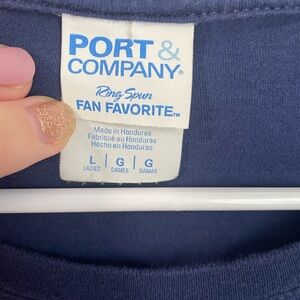 PORT &
COMPANY®
Ring Spun
FAN FAVORITE™
Made in Honduras
Fabriqué au Honduras
Hecho en Honduras
L | G | G
LADIES DAMES DAMAS